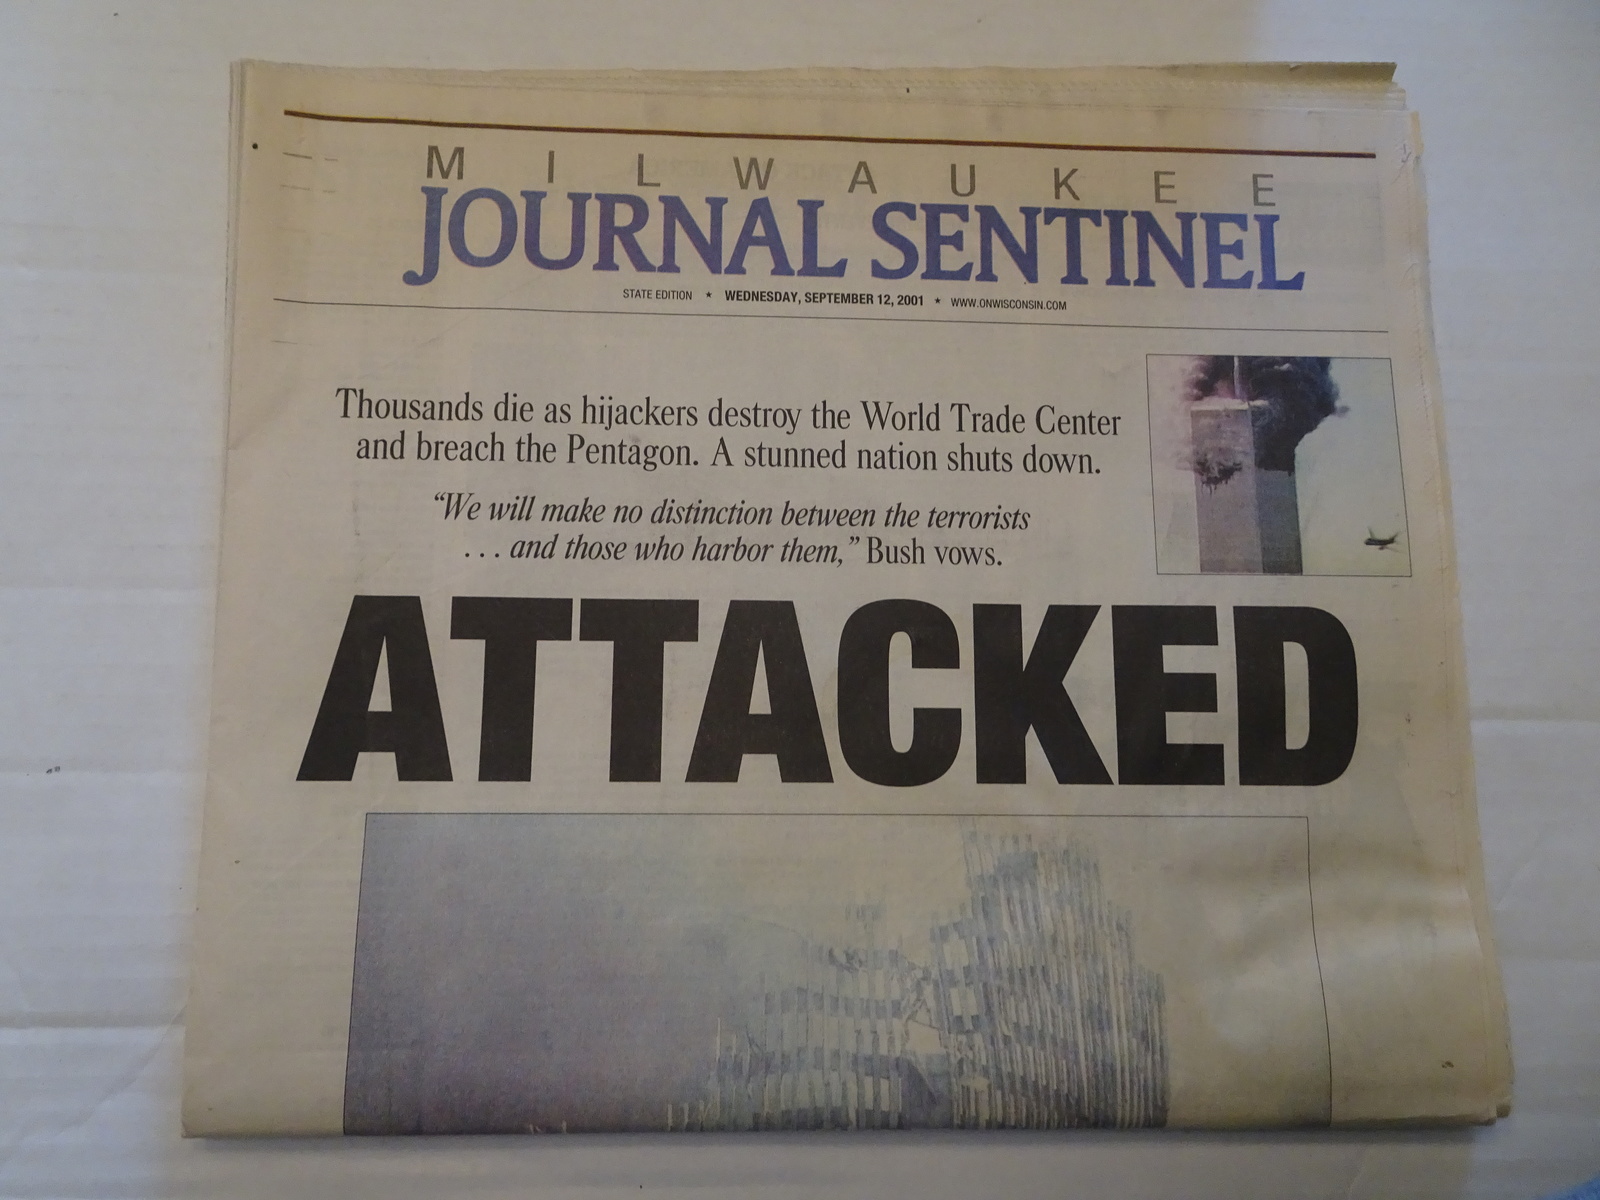 MILWAUKEE
JOURNAL SENTINEL
STATE EDITION ★ WEDNESDAY, SEPTEMBER 12, 2001 ★ WWW.ONWISCONSIN.COM
Thousands die as hijackers destroy the World Trade Center
and breach the Pentagon. A stunned nation shuts down.
“We will make no distinction between the terrorists
. . . and those who harbor them,” Bush vows.
ATTACKED